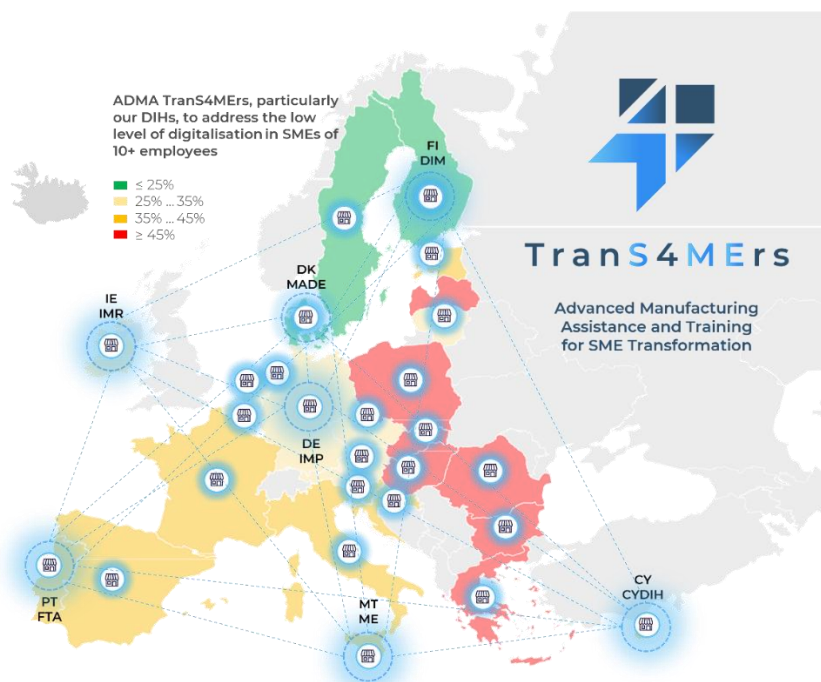 ADMA TranS4MErs, particularly
our DIHs, to address the low
level of digitalisation in SMEs of
10+ employees
≤ 25%
25% ... 35%
35% ... 45%
≥ 45%
FI
DIM
TranS4MErs
Advanced Manufacturing
Assistance and Training
for SME Transformation
DK
MADE
IE
IMR
DE
IMP
PT
FTA
MT
ME
CY
CYDIH